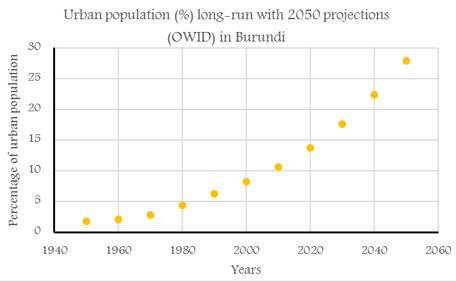 Urban population (%) long-run with 2050 projections
(OWID) in Burundi
Percentage of urban population
30
25
20
15
10
5
0
1940 1960 1980 2000 2020 2040 2060
Years